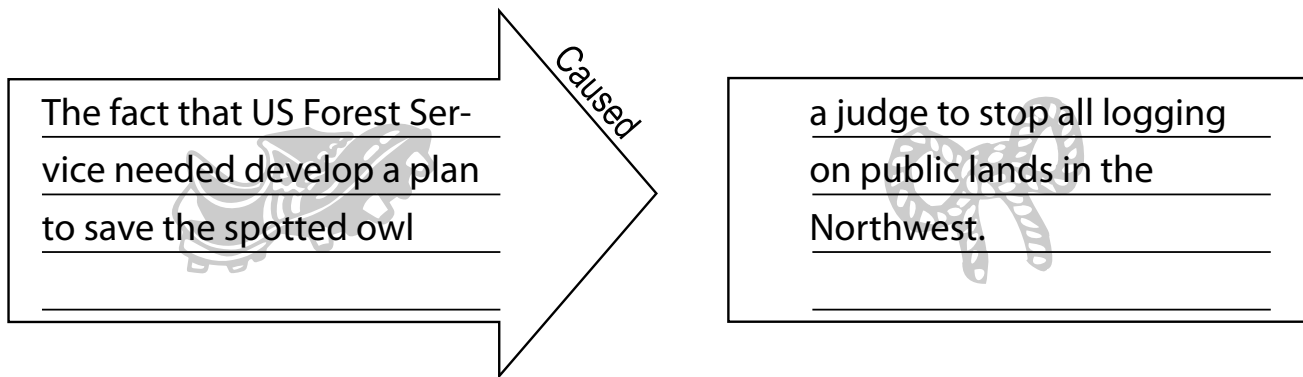 The fact that US Forest Ser-
vice needed develop a plan
to save the spotted owl
Caused
a judge to stop all logging
on public lands in the
Northwest.